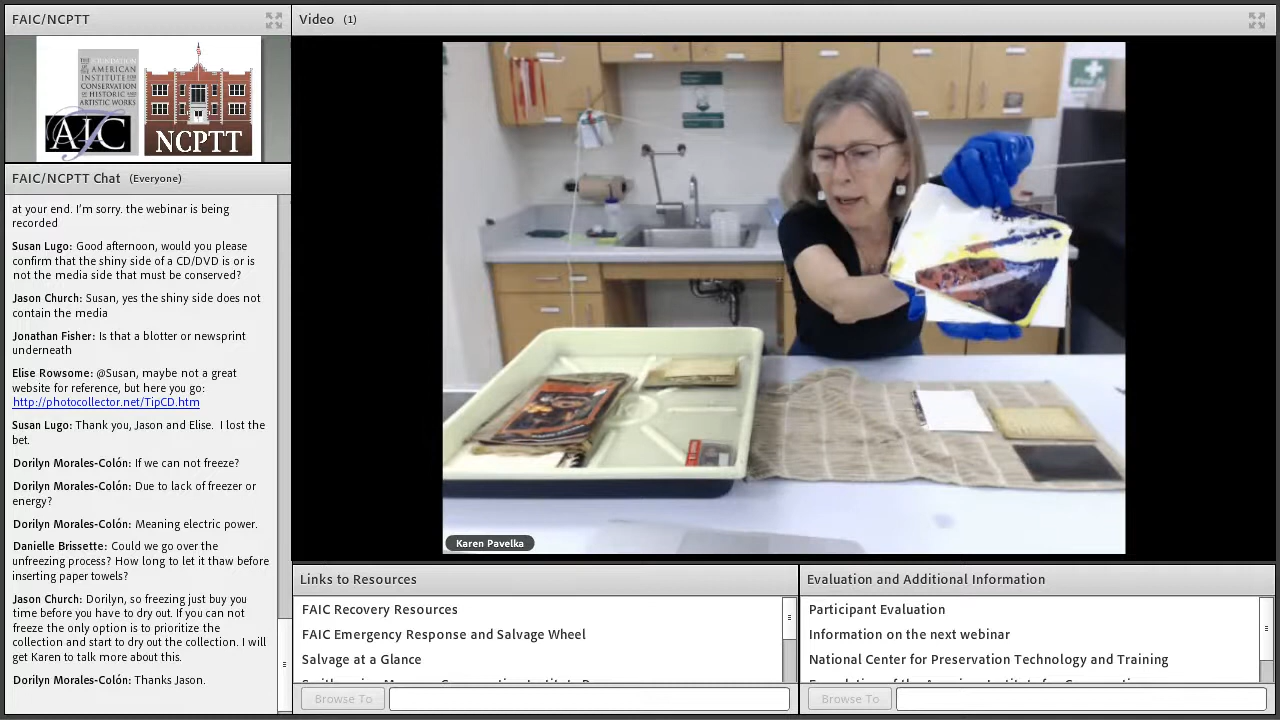 FAIC/NCPTT
THE
FOUNDATION
OF THE AMERICAN
INSTITUTE FOR
CONSERVATION
OF HISTORIC AND
ARTISTIC WORKS
AIC
NCPTT
FAIC/NCPTT Chat (Everyone)
at your end. I'm sorry. the webinar is being
recorded
Susan Lugo: Good afternoon, would you please
confirm that the shiny side of a CD/DVD is or is
not the media side that must be conserved?
Jason Church: Susan, yes the shiny side does not
contain the media
Jonathan Fisher: Is that a blotter or newsprint
underneath
Elise Rowsome: @Susan, maybe not a great
website for reference, but here you go:
http://photocollector.net/TipCD.htm
Susan Lugo: Thank you, Jason and Elise. I lost the
bet.
Dorilyn Morales-Colón: If we can not freeze?
Dorilyn Morales-Colón: Due to lack of freezer or
energy?
Dorilyn Morales-Colón: Meaning electric power.
Danielle Brissette: Could we go over the
unfreezing process? How long to let it thaw before
inserting paper towels?
Jason Church: Dorilyn, so freezing just buy you
time before you have to dry out. If you can not
freeze the only option is to prioritize the
collection and start to dry out the collection. I will
get Karen to talk more about this.
Dorilyn Morales-Colón: Thanks Jason.
Video (1)
Karen Pavelka
Links to Resources
FAIC Recovery Resources
FAIC Emergency Response and Salvage Wheel
Salvage at a Glance
Browse To
Evaluation and Additional Information
Participant Evaluation
Information on the next webinar
National Center for Preservation Technology and Training
Browse To